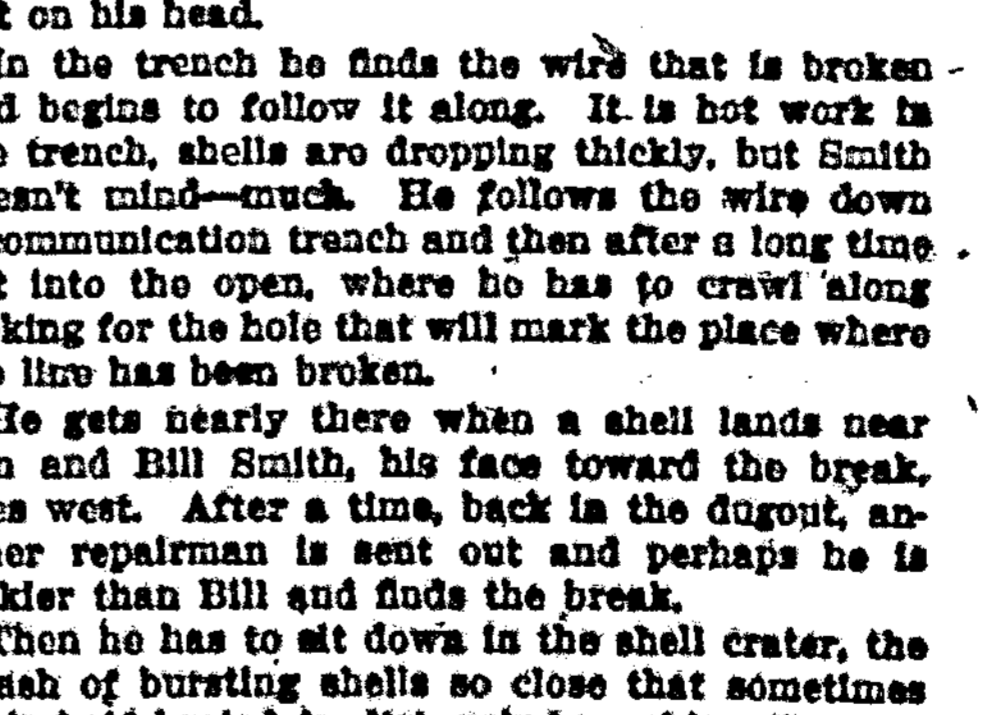 t on his head.
In the trench he finds the wire that is broken
d begins to follow it along. It is hot work in
e trench, shells are dropping thickly, but Smith
esn't mind—much. He follows the wire down
communication trench and then after a long time
t into the open, where he has to crawl along
king for the hole that will mark the place where
e line has been broken.
He gets nearly there when a shell lands near
n and Bill Smith, his face toward the break,
es west. After a time, back in the dugout, an-
her repairman is sent out and perhaps he is
kier than Bill and finds the break.
Then he has to sit down in the shell crater, the
ash of bursting shells so close that sometimes